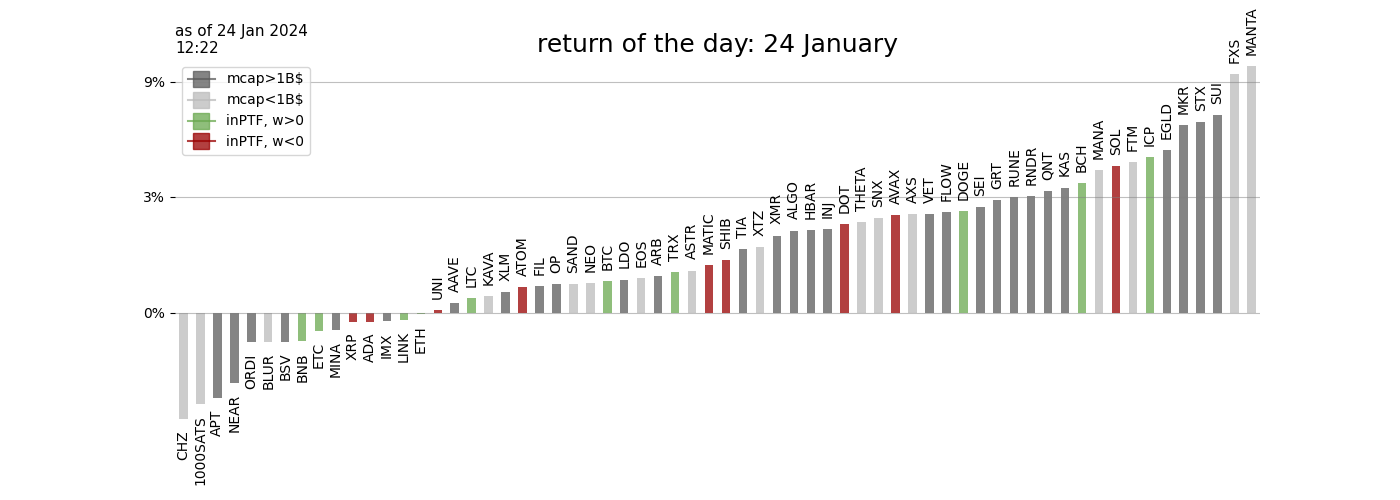 as of 24 Jan 2024
12:22
return of the day: 24 January
mcap>1B$
mcap<1B$
inPTF, w>0
inPTF, w<0
9%
3%
0%
CHZ
1000SATS
APT
NEAR
ORDI
BLUR
BSV
BNB
ETC
MINA
XRP
ADA
IMX
LINK
ETH
UNI
AAVE
LTC
KAVA
XLM
ATOM
FIL
OP
SAND
NEO
BTC
LDO
EOS
ARB
TRX
ASTR
MATIC
SHIB
TIA
XTZ
XMR
ALGO
HBAR
INJ
DOT
THETA
SNX
AVAX
AXS
VET
FLOW
DOGE
SEI
GRT
RUNE
RNDR
QNT
KAS
BCH
MANA
SOL
FTM
ICP
EGLD
MKR
STX
SUI
FXS
MANTA